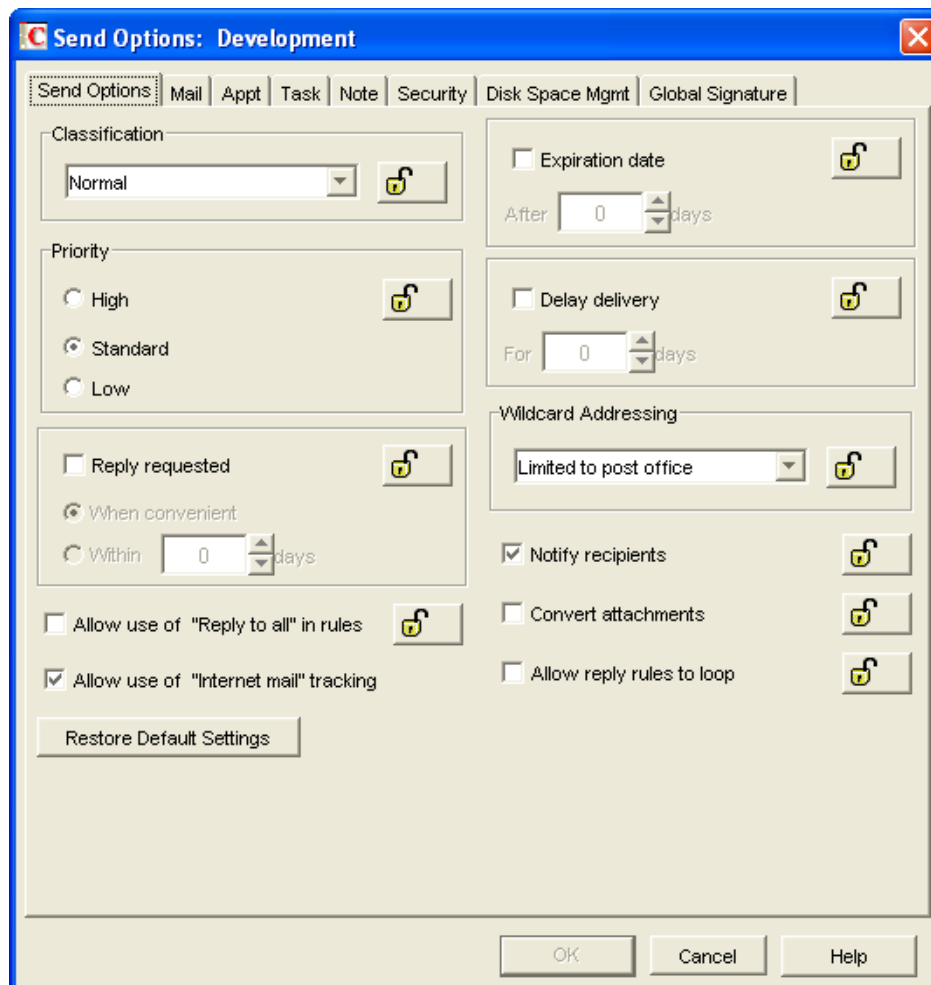 C Send Options: Development
Send Options Mail Appt Task Note Security Disk Space Mgmt Global Signature
Classification
Normal
Priority
High
Standard
Low
Reply requested
When convenient
Within 0 days
Allow use of "Reply to all" in rules
Allow use of "Internet mail" tracking
Restore Default Settings
Expiration date
After 0 days
Delay delivery
For 0 days
Wildcard Addressing
Limited to post office
Notify recipients
Convert attachments
Allow reply rules to loop
OK Cancel Help